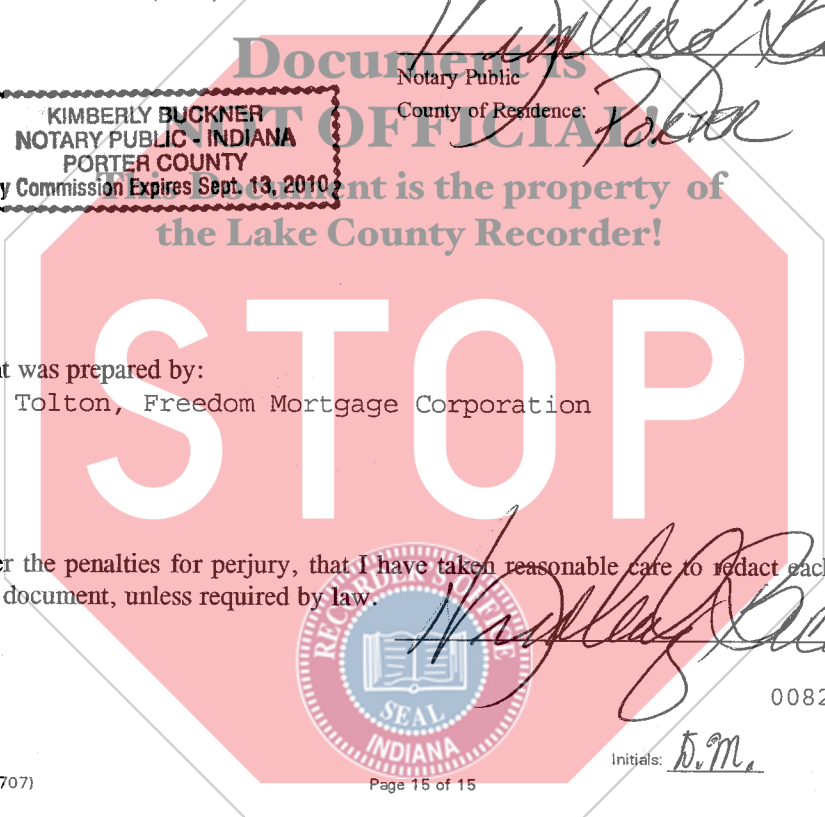 Document is
Notary Public
County of Residence: Porter
NOT OFFICIAL!
KIMBERLY BUCKNER
NOTARY PUBLIC - INDIANA
PORTER COUNTY
y Commission Expires Sept. 13, 2010
This Document is the property of
the Lake County Recorder!
STOP
t was prepared by:
Tolton, Freedom Mortgage Corporation
r the penalties for perjury, that I have taken reasonable care to redact each
document, unless required by law.
RECORDER'S OFFICE
SEAL
INDIANA
0082
Initials: D.M.
707)
Page 15 of 15